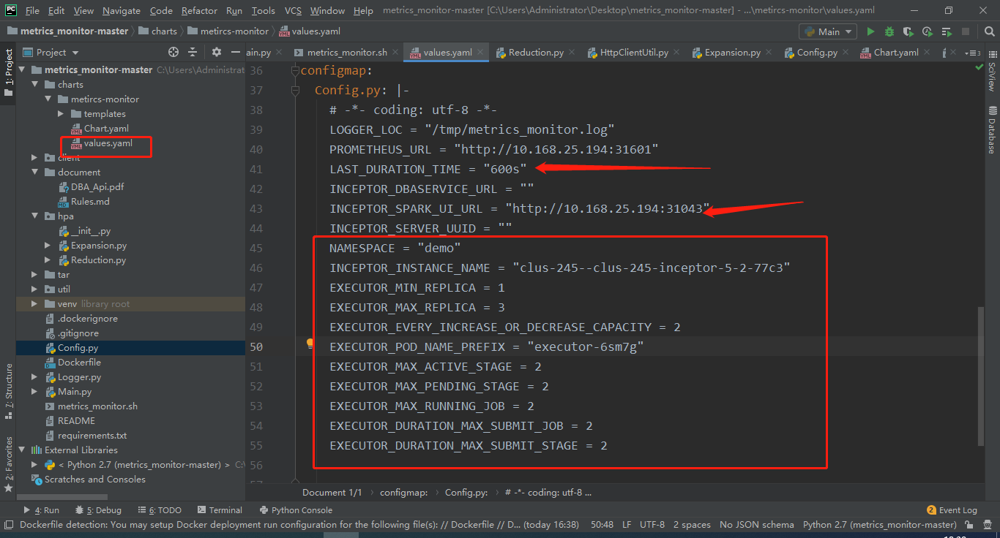 PC File Edit View Navigate Code Refactor Run Tools VCS Window Help metrics_monitor-master [C:\Users\Administrator\Desktop\metrics_monitor-master] - ...\metircs-monitor\values.yaml
metrics_monitor-master charts metircs-monitor values.yaml Main
Project
ain.py metrics_monitor.sh values.yaml Reduction.py HttpClientUtil.py Expansion.py Config.py Chart.yaml
1: Project
7: Structure
2: Favorites
metrics_monitor-master C:\Users\Administrat
charts
metircs-monitor
templates
Chart.yaml
values.yaml
client
document
DBA_Api.pdf
Rules.md
hpa
__init__.py
Expansion.py
Reduction.py
tar
util
venv library root
.dockerignore
.gitignore
Config.py
Dockerfile
Logger.py
Main.py
metrics_monitor.sh
README
requirements.txt
External Libraries
< Python 2.7 (metrics_monitor-master) > C:\
Scratches and Consoles
36 configmap:
37 Config.py: |-
38 # -*- coding: utf-8 -*-
39 LOGGER_LOC = "/tmp/metrics_monitor.log"
40 PROMETHEUS_URL = "http://10.168.25.194:31601"
41 LAST_DURATION_TIME = "600s"
42 INCEPTOR_DBASERVICE_URL = ""
43 INCEPTOR_SPARK_UI_URL = "http://10.168.25.194:31043"
44 INCEPTOR_SERVER_UUID = ""
45 NAMESPACE = "demo"
46 INCEPTOR_INSTANCE_NAME = "clus-245--clus-245-inceptor-5-2-77c3"
47 EXECUTOR_MIN_REPLICA = 1
48 EXECUTOR_MAX_REPLICA = 3
49 EXECUTOR_EVERY_INCREASE_OR_DECREASE_CAPACITY = 2
50 EXECUTOR_POD_NAME_PREFIX = "executor-6sm7g"
51 EXECUTOR_MAX_ACTIVE_STAGE = 2
52 EXECUTOR_MAX_PENDING_STAGE = 2
53 EXECUTOR_MAX_RUNNING_JOB = 2
54 EXECUTOR_DURATION_MAX_SUBMIT_JOB = 2
55 EXECUTOR_DURATION_MAX_SUBMIT_STAGE = 2
56
SciView
Database
Document 1/1 configmap: Config.py: # -*- coding: utf-8 ...
4: Run 5: Debug 6: TODO Terminal Python Console 2 Event Log
Dockerfile detection: You may setup Docker deployment run configuration for the following file(s): // Dockerfile // D... (today 16:38) 50:48 LF UTF-8 2 spaces No JSON schema Python 2.7 (metrics_monitor-master)